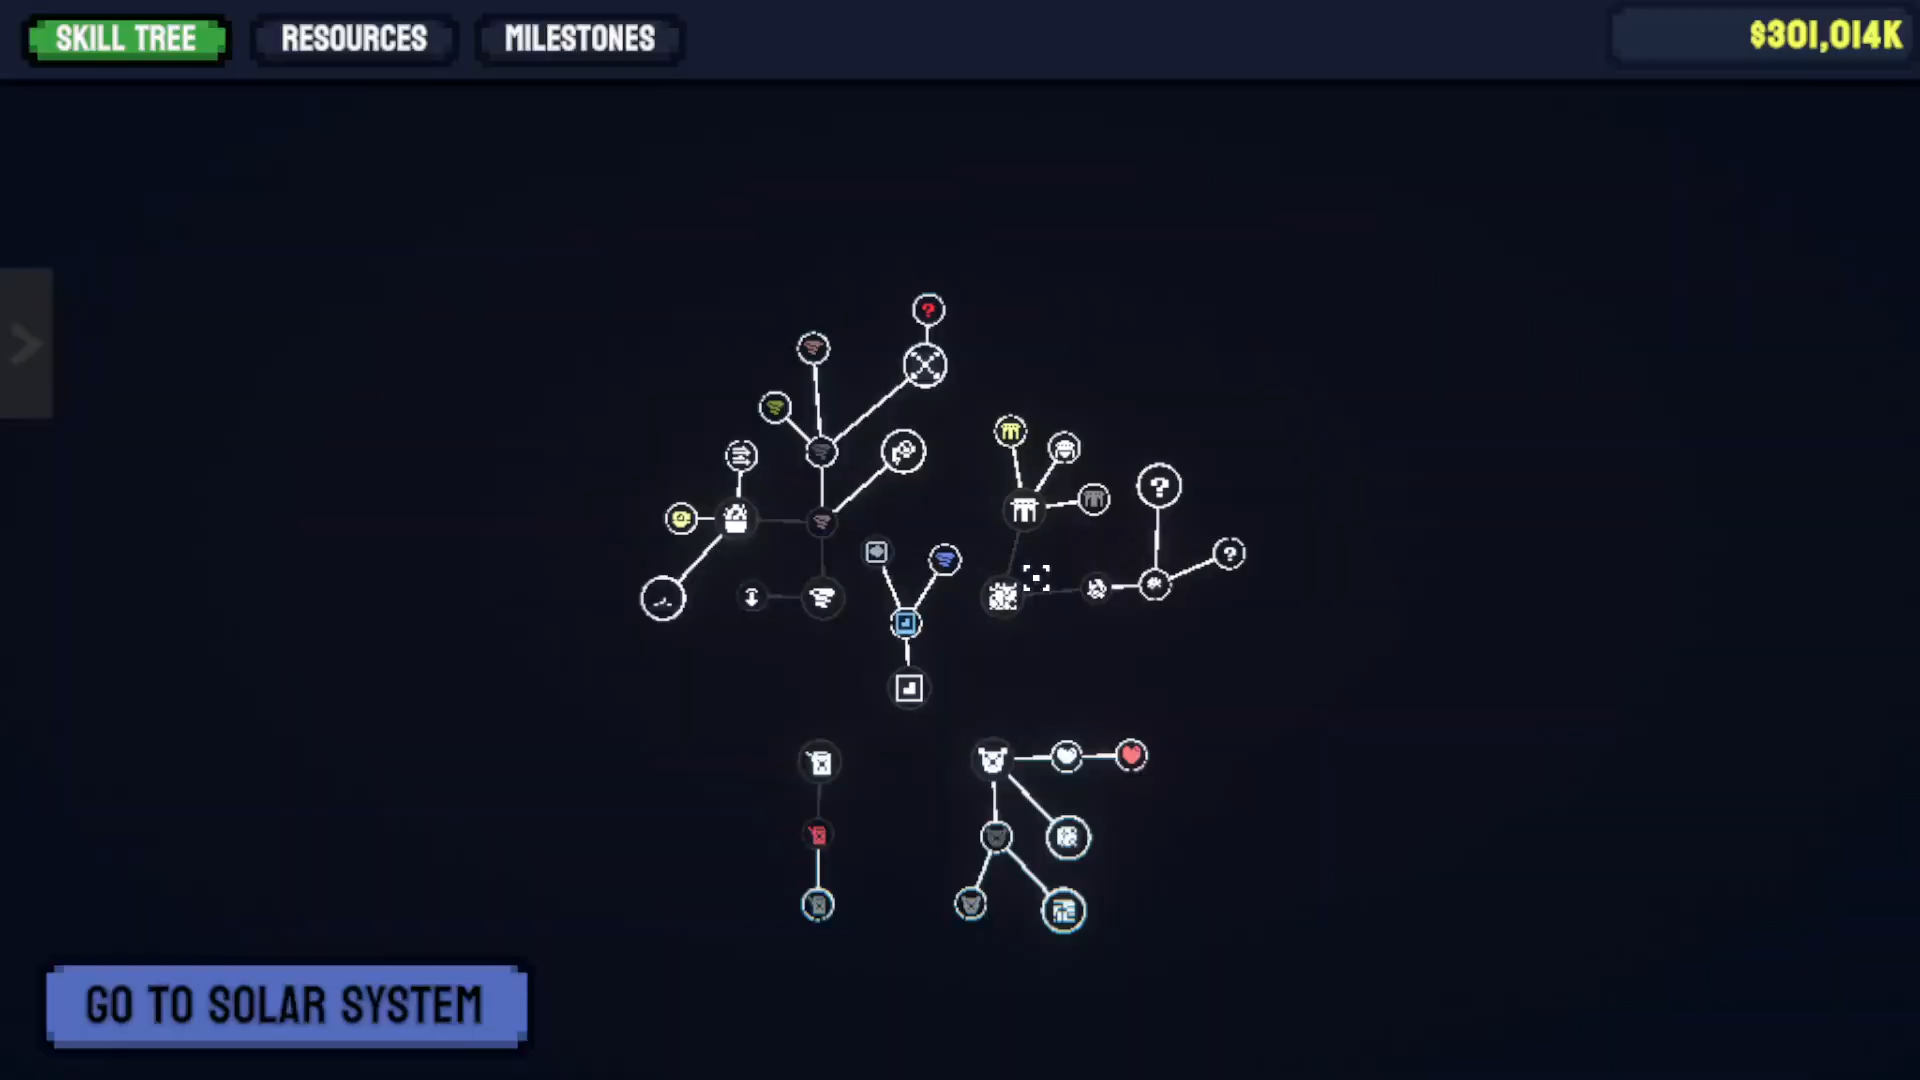 SKILL TREE
RESOURCES
MILESTONES
$301,014K
?
?
?
GO TO SOLAR SYSTEM